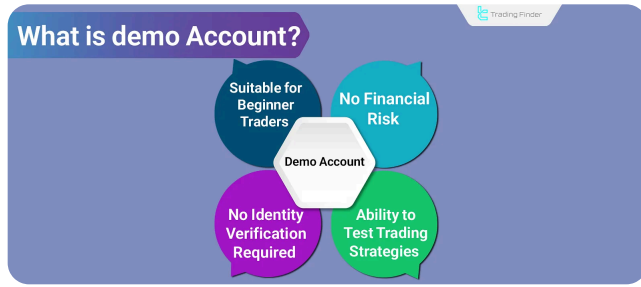 Trading Finder
What is demo Account?
Suitable for
Beginner
Traders
No Financial
Risk
Demo Account
No Identity
Verification
Required
Ability to
Test Trading
Strategies